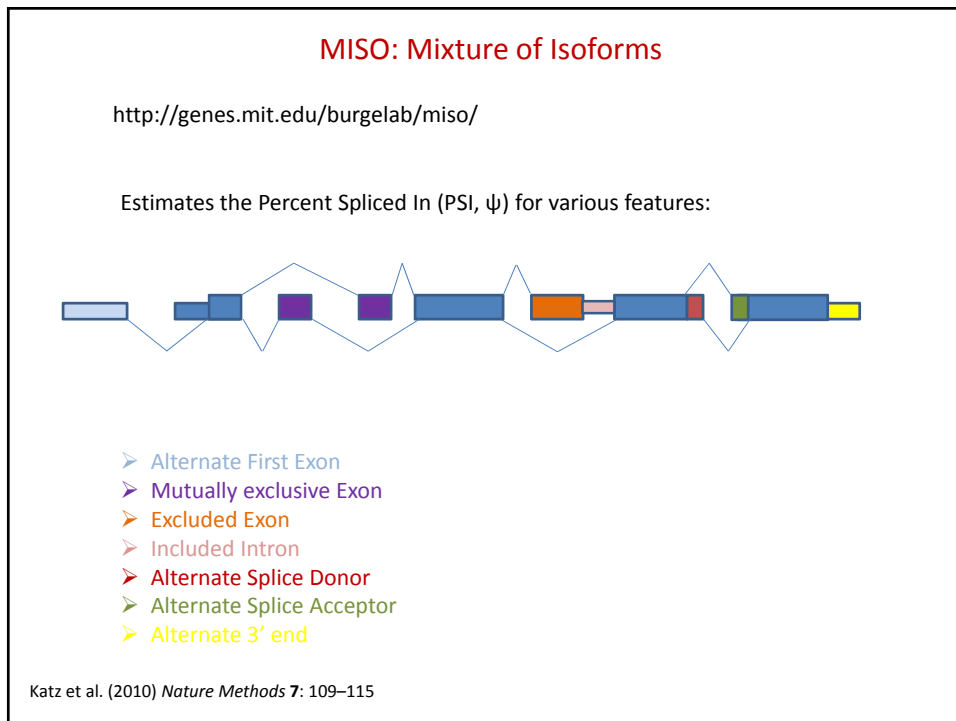 MISO: Mixture of Isoforms
http://genes.mit.edu/burgelab/miso/
Estimates the Percent Spliced In (PSI, ψ) for various features:
➢ Alternate First Exon
➢ Mutually exclusive Exon
➢ Excluded Exon
➢ Included Intron
➢ Alternate Splice Donor
➢ Alternate Splice Acceptor
➢ Alternate 3’ end
Katz et al. (2010) Nature Methods 7: 109–115